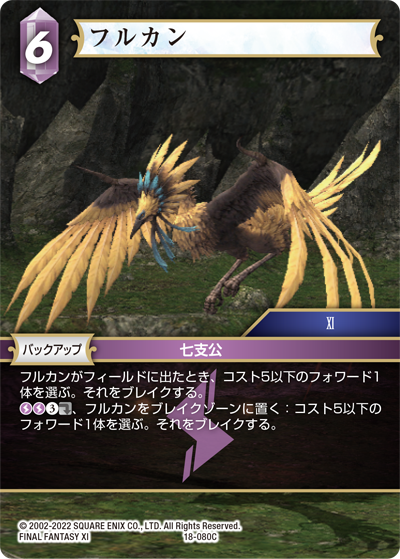 6
フルカン
XI
バックアップ
七支公
フルカンがフィールドに出たとき、コスト5以下のフォワード1
体を選ぶ。それをブレイクする。
3、フルカンをブレイクゾーンに置く：コスト5以下の
フォワード1体を選ぶ。それをブレイクする。
© 2002-2022 SQUARE ENIX CO., LTD. All Rights Reserved.
FINAL FANTASY XI
18-080C